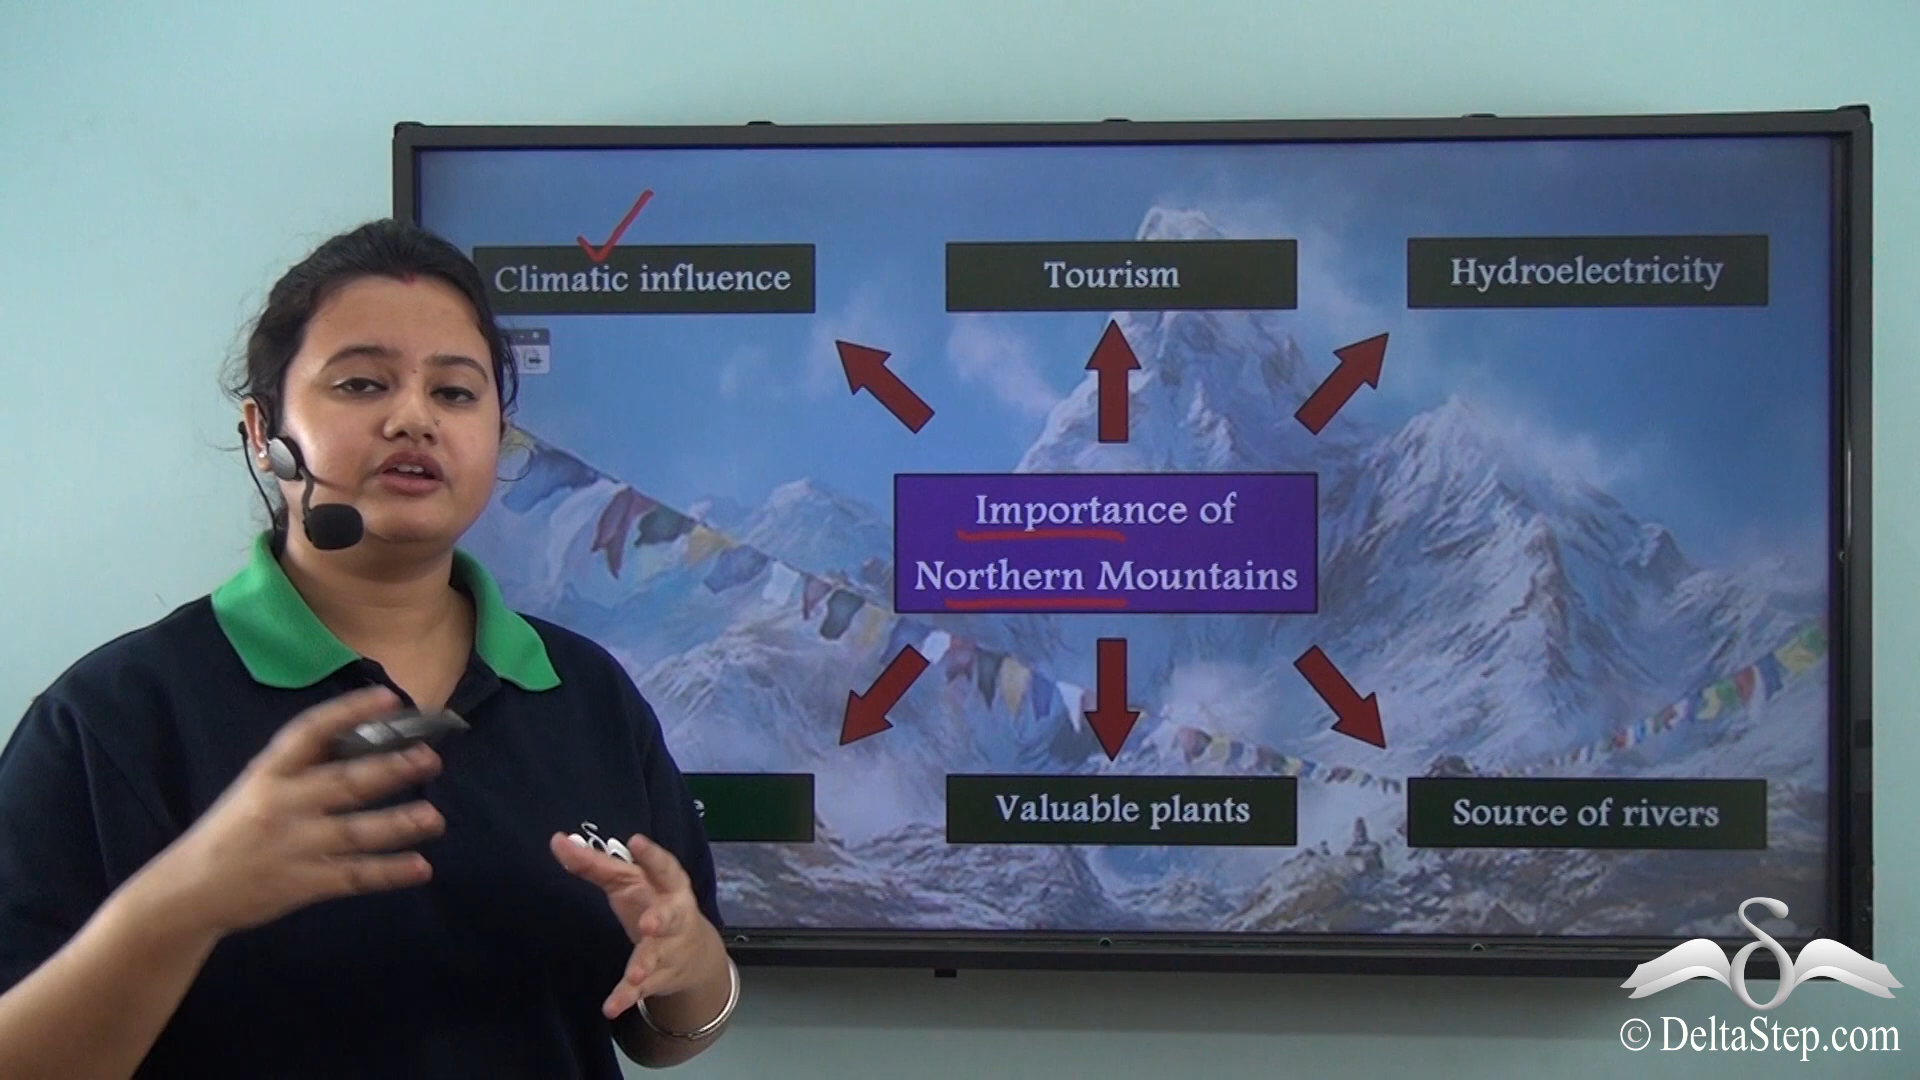 Climatic influence
Tourism
Hydroelectricity
Importance of
Northern Mountains
Valuable plants
Source of rivers
© DeltaStep.com